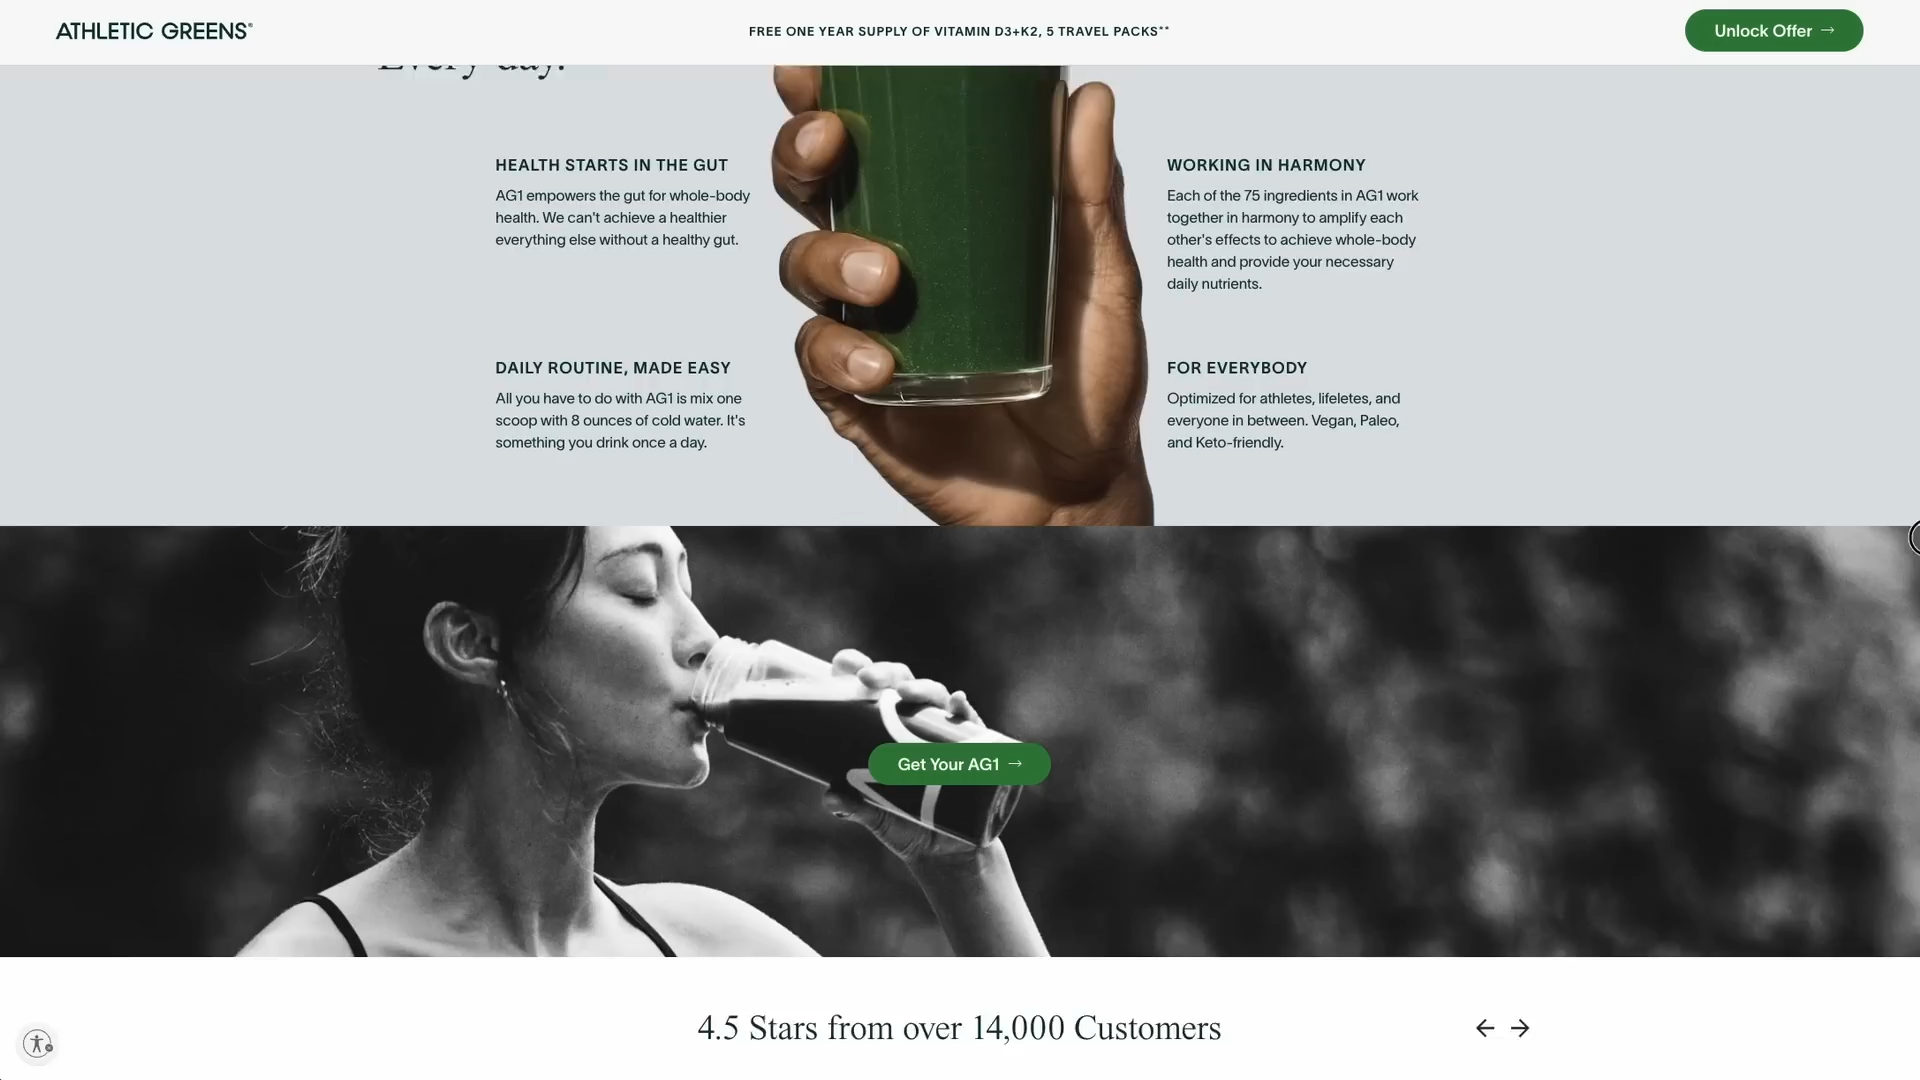 ATHLETIC GREENS®
FREE ONE YEAR SUPPLY OF VITAMIN D3+K2, 5 TRAVEL PACKS**
Unlock Offer →
Every day.
HEALTH STARTS IN THE GUT
AG1 empowers the gut for whole-body
health. We can't achieve a healthier
everything else without a healthy gut.
WORKING IN HARMONY
Each of the 75 ingredients in AG1 work
together in harmony to amplify each
other's effects to achieve whole-body
health and provide your necessary
daily nutrients.
DAILY ROUTINE, MADE EASY
All you have to do with AG1 is mix one
scoop with 8 ounces of cold water. It's
something you drink once a day.
FOR EVERYBODY
Optimized for athletes, lifeletes, and
everyone in between. Vegan, Paleo,
and Keto-friendly.
Get Your AG1 →
4.5 Stars from over 14,000 Customers
← →